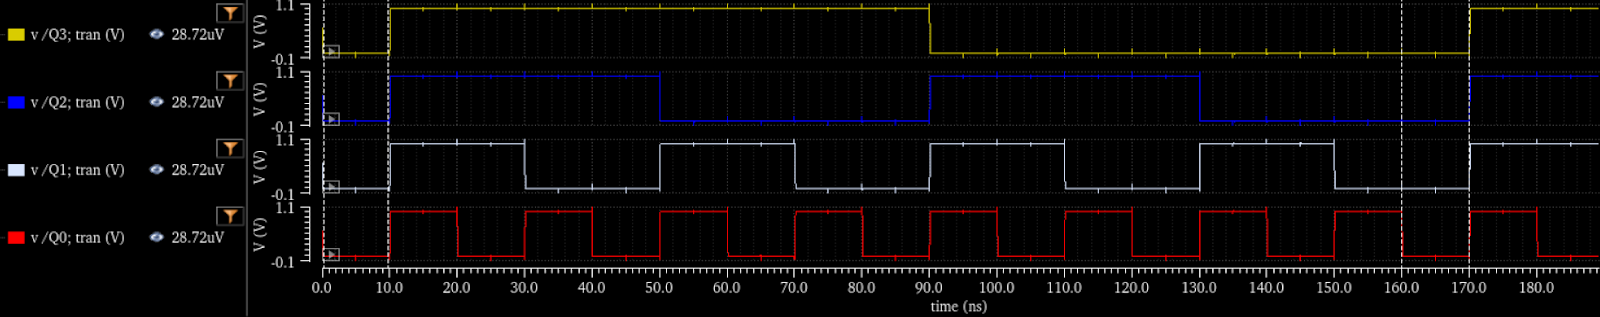 1.1
v /Q3; tran (V) 28.72uV V (V)
-0.1
1.1
v /Q2; tran (V) 28.72uV V (V)
-0.1
1.1
v /Q1; tran (V) 28.72uV V (V)
-0.1
1.1
v /Q0; tran (V) 28.72uV V (V)
-0.1
0.0 10.0 20.0 30.0 40.0 50.0 60.0 70.0 80.0 90.0 100.0 110.0 120.0 130.0 140.0 150.0 160.0 170.0 180.0
time (ns)